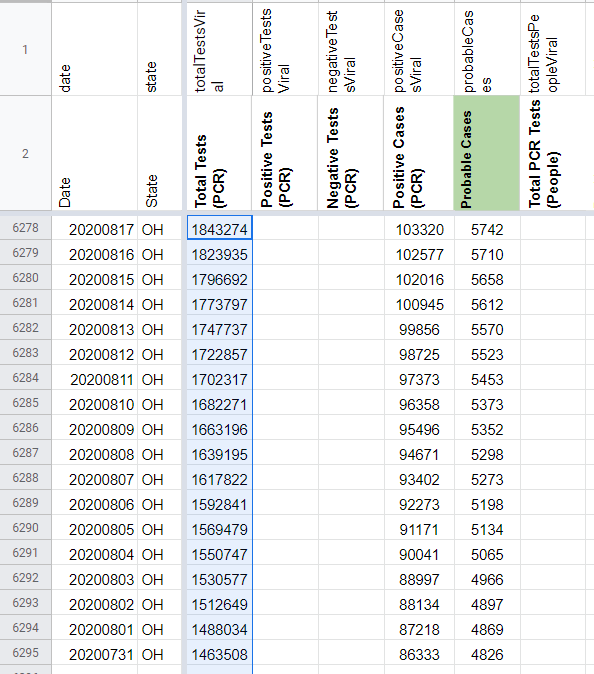 1 date state totalTestsViral positiveTestsViral negativeTestsViral positiveCasesViral probableCases totalTestsPeopleViral
2 Date State Total Tests (PCR) Positive Tests (PCR) Negative Tests (PCR) Positive Cases (PCR) Probable Cases Total PCR Tests (People)
6278 20200817 OH 1843274 103320 5742
6279 20200816 OH 1823935 102577 5710
6280 20200815 OH 1796692 102016 5658
6281 20200814 OH 1773797 100945 5612
6282 20200813 OH 1747737 99856 5570
6283 20200812 OH 1722857 98725 5523
6284 20200811 OH 1702317 97373 5453
6285 20200810 OH 1682271 96358 5373
6286 20200809 OH 1663196 95496 5352
6287 20200808 OH 1639195 94671 5298
6288 20200807 OH 1617822 93402 5273
6289 20200806 OH 1592841 92273 5198
6290 20200805 OH 1569479 91171 5134
6291 20200804 OH 1550747 90041 5065
6292 20200803 OH 1530577 88997 4966
6293 20200802 OH 1512649 88134 4897
6294 20200801 OH 1488034 87218 4869
6295 20200731 OH 1463508 86333 4826